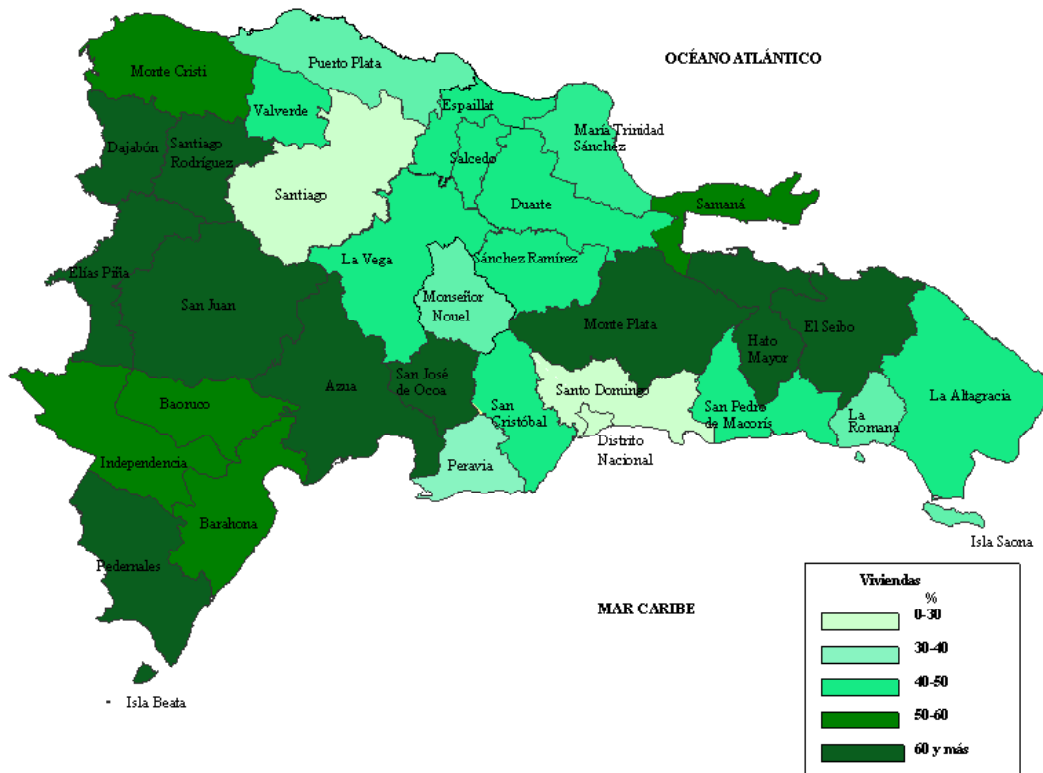 OCÉANO ATLÁNTICO
Puerto Plata
Monte Cristi
Valverde
Espaillat
María Trinidad
Sánchez
Dajabón
Santiago
Rodríguez
Salcedo
Santiago
Duarte
Samaná
La Vega
Sánchez Ramírez
Elías Piña
San Juan
Monseñor
Nouel
Monte Plata
Hato
Mayor
El Seibo
Azua
San José
de Ocoa
Santo Domingo
La Altagracia
Baoruco
San
Cristóbal
San Pedro
de Macorís
La
Romana
Distrito
Nacional
Independencia
Peravia
Barahona
Isla Saona
Pedernales
MAR CARIBE
Isla Beata
Viviendas
%
0-30
30-40
40-50
50-60
60 y más